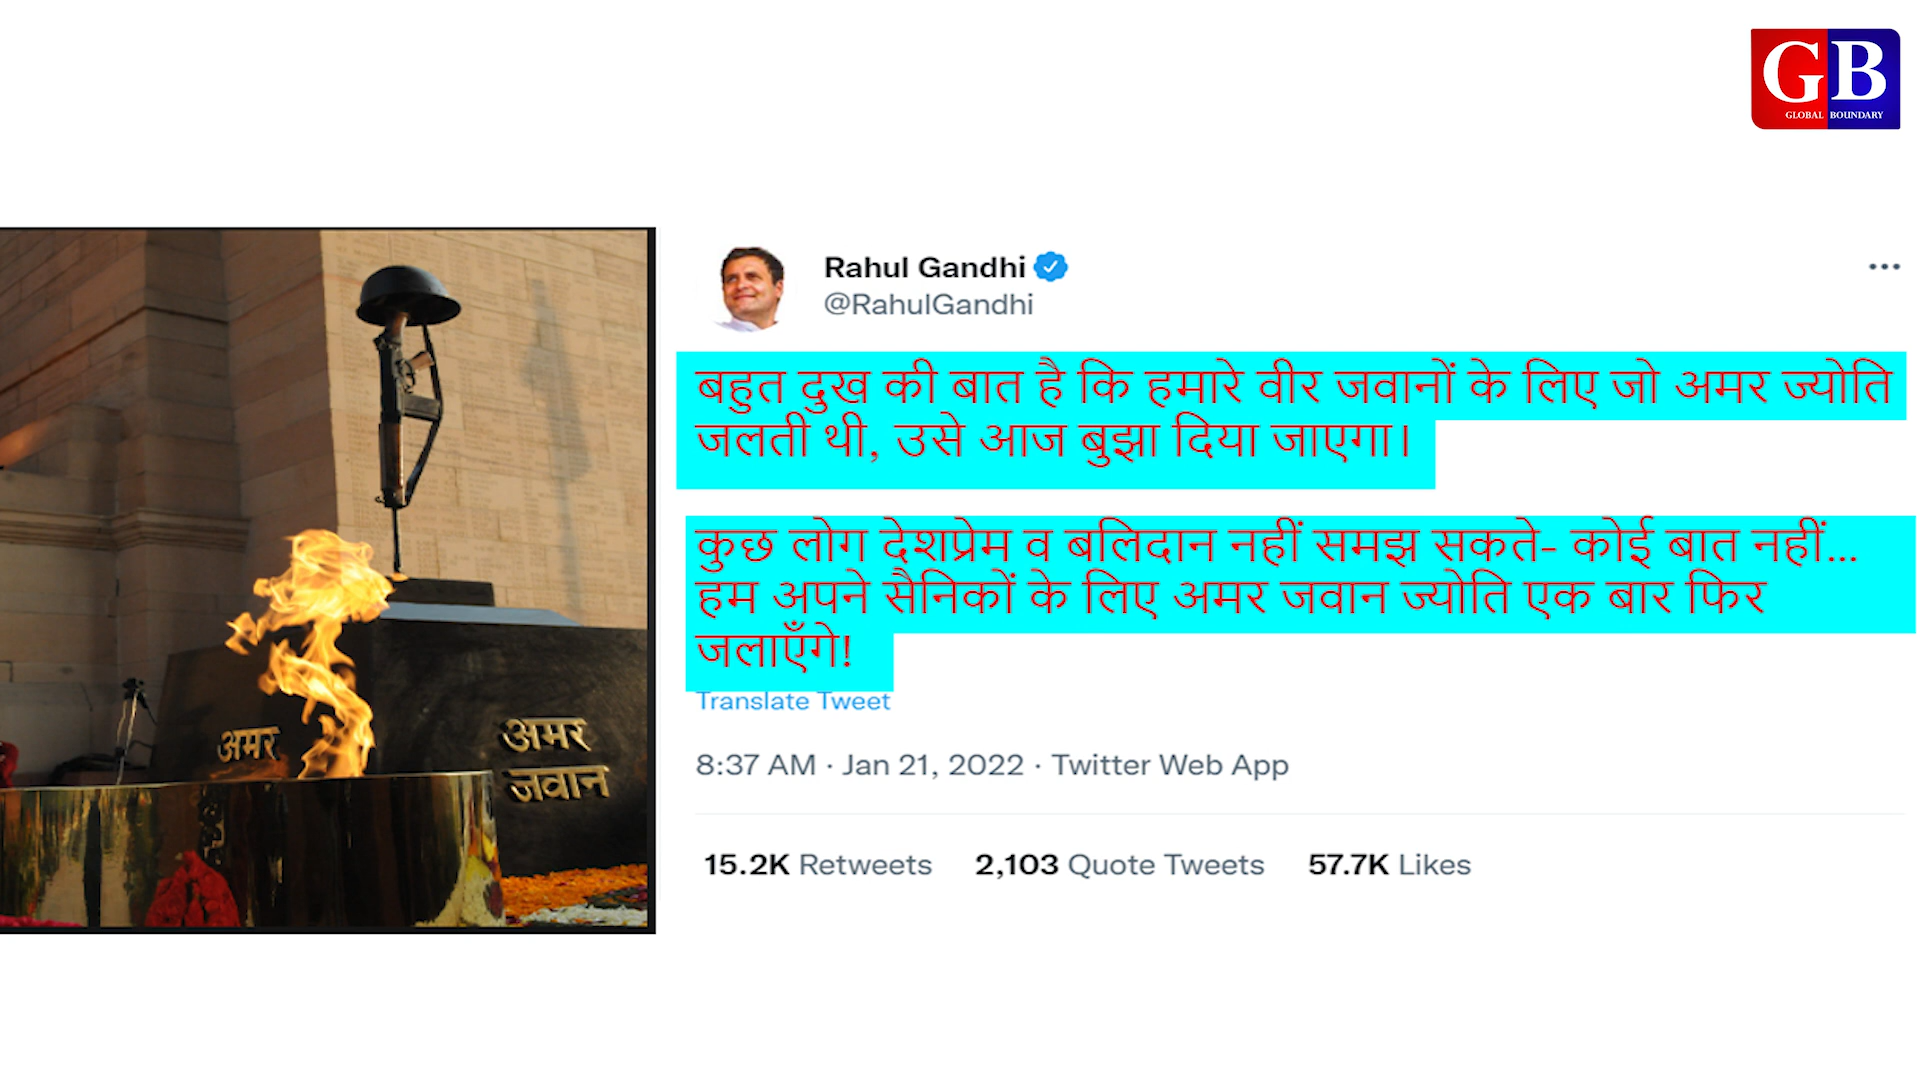 GB
GLOBAL BOUNDARY
अमर
अमर
जवान
Rahul Gandhi
@RahulGandhi
बहुत दुख की बात है कि हमारे वीर जवानों के लिए जो अमर ज्योति
जलती थी, उसे आज बुझा दिया जाएगा।
कुछ लोग देशप्रेम व बलिदान नहीं समझ सकते- कोई बात नहीं…
हम अपने सैनिकों के लिए अमर जवान ज्योति एक बार फिर
जलाएँगे!
Translate Tweet
8:37 AM · Jan 21, 2022 · Twitter Web App
15.2K Retweets 2,103 Quote Tweets 57.7K Likes